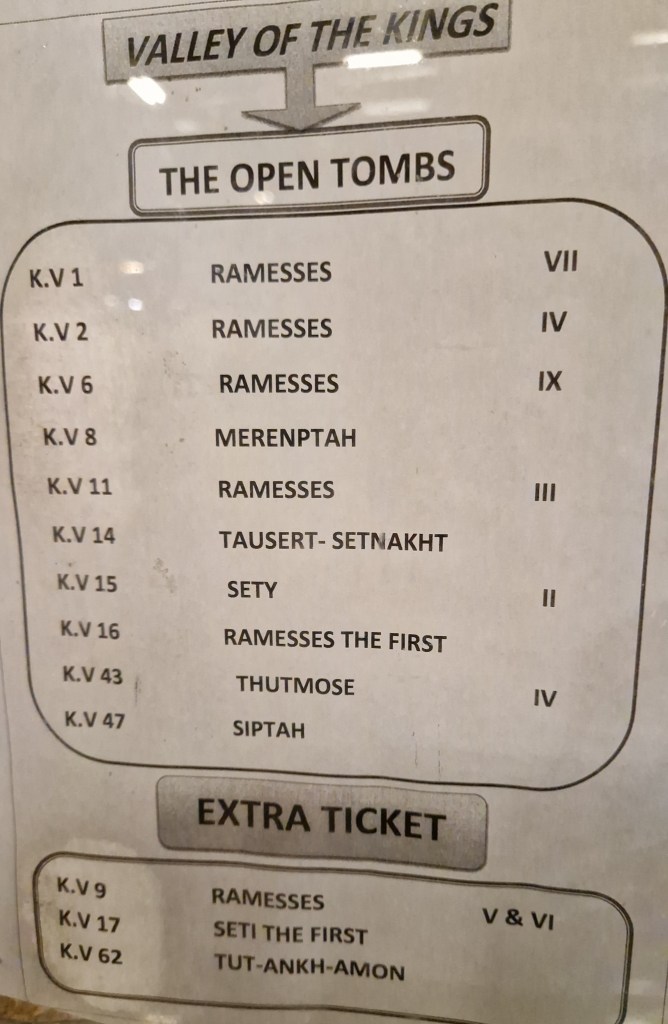 VALLEY OF THE KINGS
THE OPEN TOMBS
K.V 1 RAMESSES VII
K.V 2 RAMESSES IV
K.V 6 RAMESSES IX
K.V 8 MERENPTAH
K.V 11 RAMESSES III
K.V 14 TAUSERT- SETNAKHT
K.V 15 SETY II
K.V 16 RAMESSES THE FIRST
K.V 43 THUTMOSE IV
K.V 47 SIPTAH
EXTRA TICKET
K.V 9 RAMESSES V & VI
K.V 17 SETI THE FIRST
K.V 62 TUT-ANKH-AMON